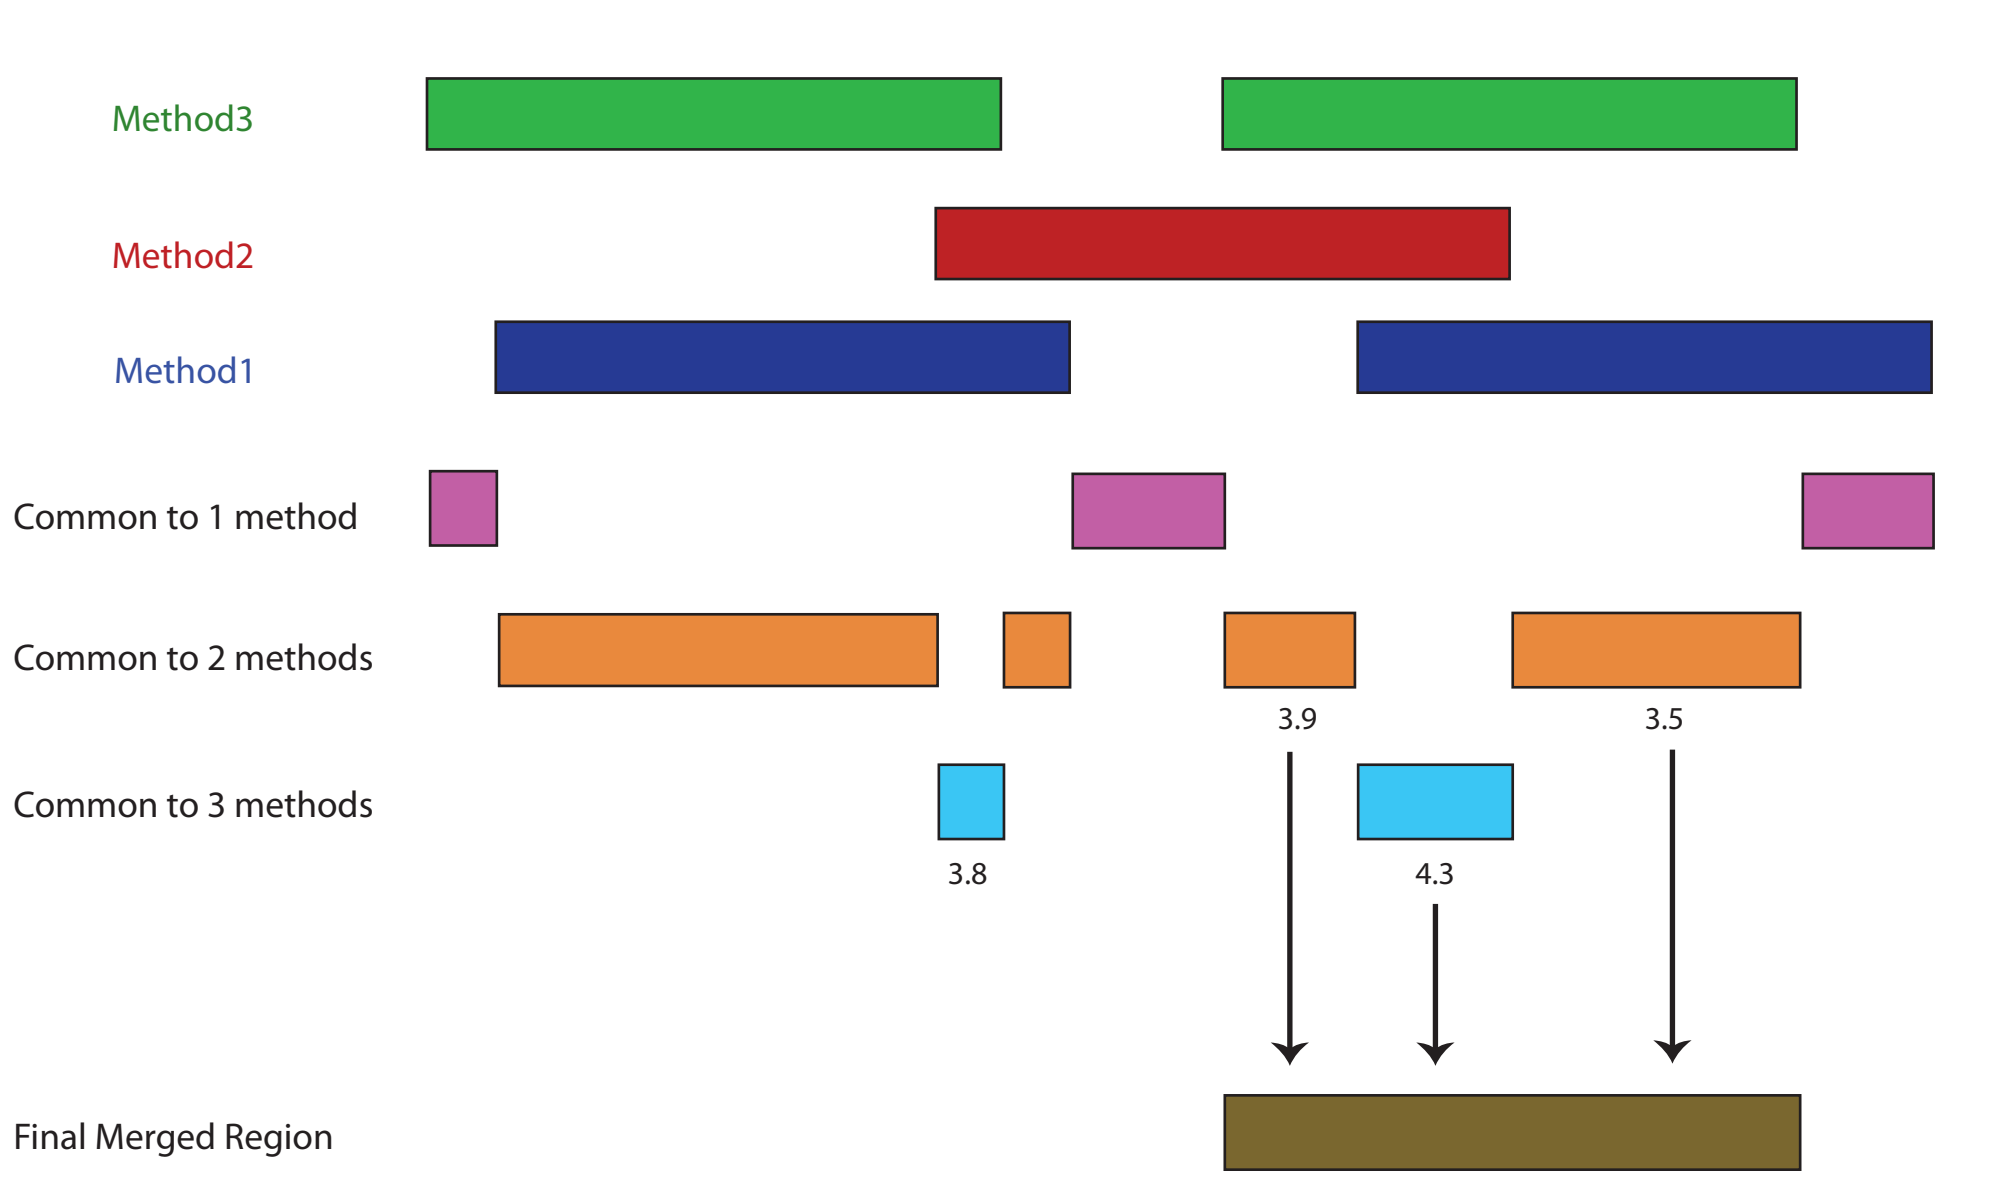 Method3
Method2
Method1
Common to 1 method
Common to 2 methods
3.9
3.5
Common to 3 methods
3.8
4.3
Final Merged Region